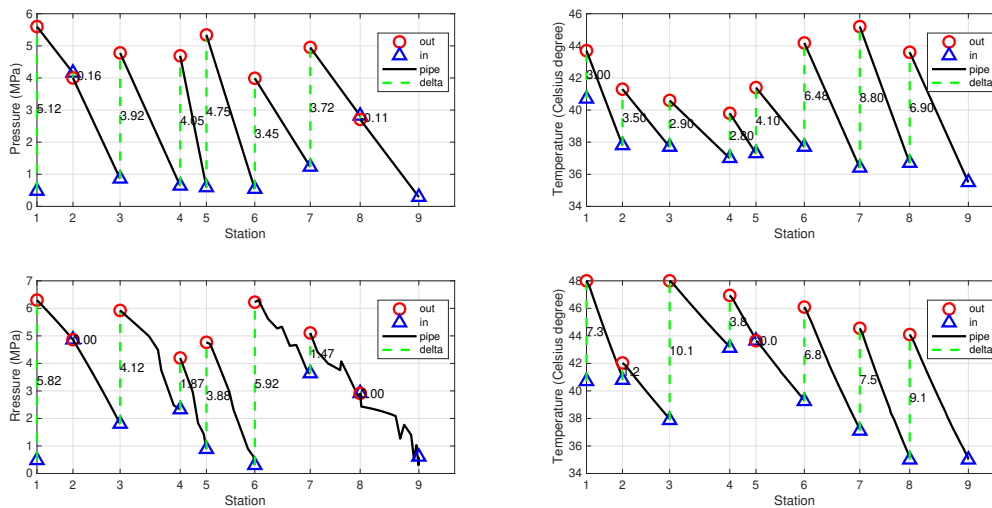 6
5
4
3
2
1
0
Pressure (MPa)
5.12
0.16
3.92
4.05
4.75
3.45
3.72
0.11
out
in
pipe
delta
1 2 3 4 5 6 7 8 9
Station
46
44
42
40
38
36
34
Temperature (Celsius degree)
3.00
3.50
2.90
2.80
4.10
6.48
8.80
6.90
out
in
pipe
delta
1 2 3 4 5 6 7 8 9
Station
7
6
5
4
3
2
1
0
Prressure (MPa)
5.82
0.00
4.12
1.87
3.88
5.92
1.47
0.00
out
in
pipe
delta
1 2 3 4 5 6 7 8 9
Station
48
46
44
42
40
38
36
34
Temperature (Celsius degree)
7.3
10.1
3.8
0.0
6.8
7.5
9.1
out
in
pipe
delta
1 2 3 4 5 6 7 8 9
Station